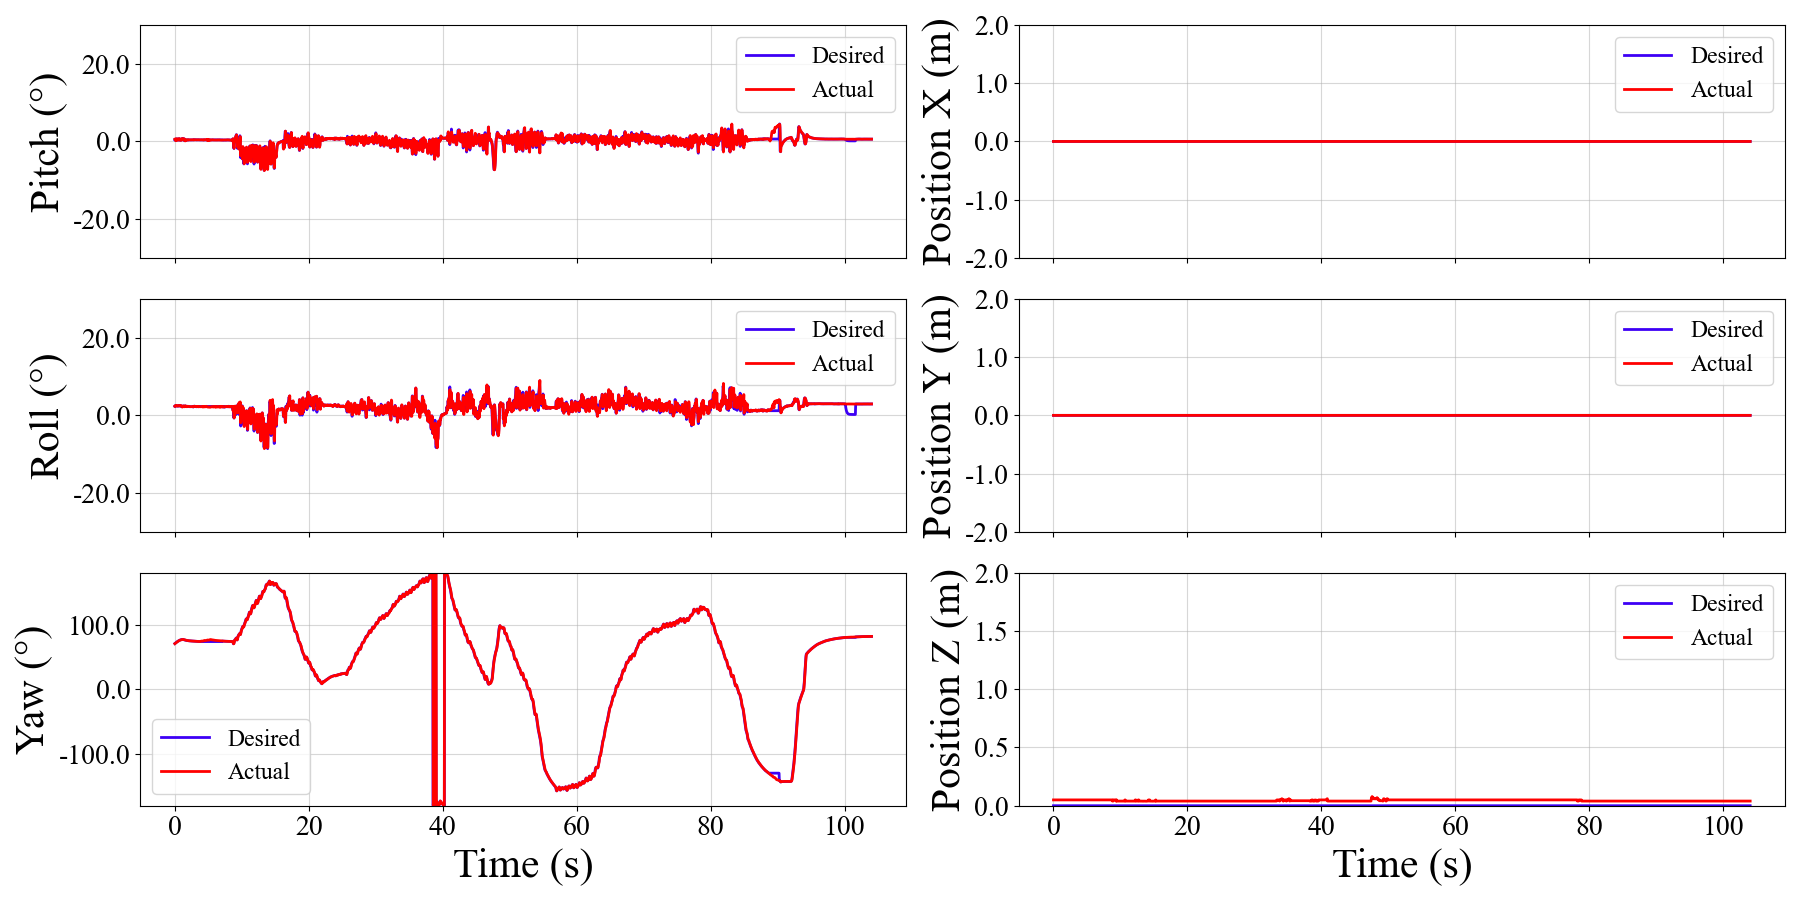 Pitch (°)
20.0
0.0
-20.0
Desired
Actual
Position X (m)
2.0
1.0
0.0
-1.0
-2.0
Desired
Actual
Roll (°)
20.0
0.0
-20.0
Desired
Actual
Position Y (m)
2.0
1.0
0.0
-1.0
-2.0
Desired
Actual
Yaw (°)
100.0
0.0
-100.0
Desired
Actual
0 20 40 60 80 100
Time (s)
Position Z (m)
2.0
1.5
1.0
0.5
0.0
Desired
Actual
0 20 40 60 80 100
Time (s)